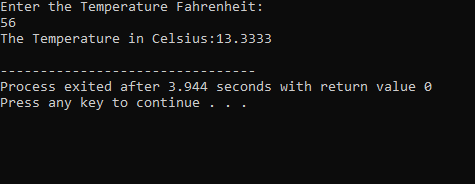 Enter the Temperature Fahrenheit:
56
The Temperature in Celsius:13.3333
--------------------------------
Process exited after 3.944 seconds with return value 0
Press any key to continue . . .